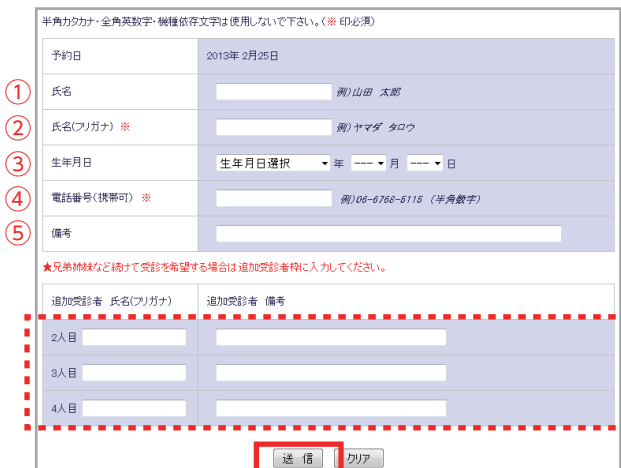 半角カタカナ・全角英数字・機種依存文字は使用しないで下さい。(※ 印必須)
予約日 2013年 2月25日
① 氏名 例)山田 太郎
② 氏名(フリガナ) ※ 例)ヤマダ タロウ
③ 生年月日 生年月日選択 年 --- 月 --- 日
④ 電話番号(携帯可) ※ 例)06-6768-5115 (半角数字)
⑤ 備考
★兄弟姉妹など続けて受診を希望する場合は追加受診者枠に入力してください。
追加受診者 氏名(フリガナ) 追加受診者 備考
2人目
3人目
4人目
送 信 クリア